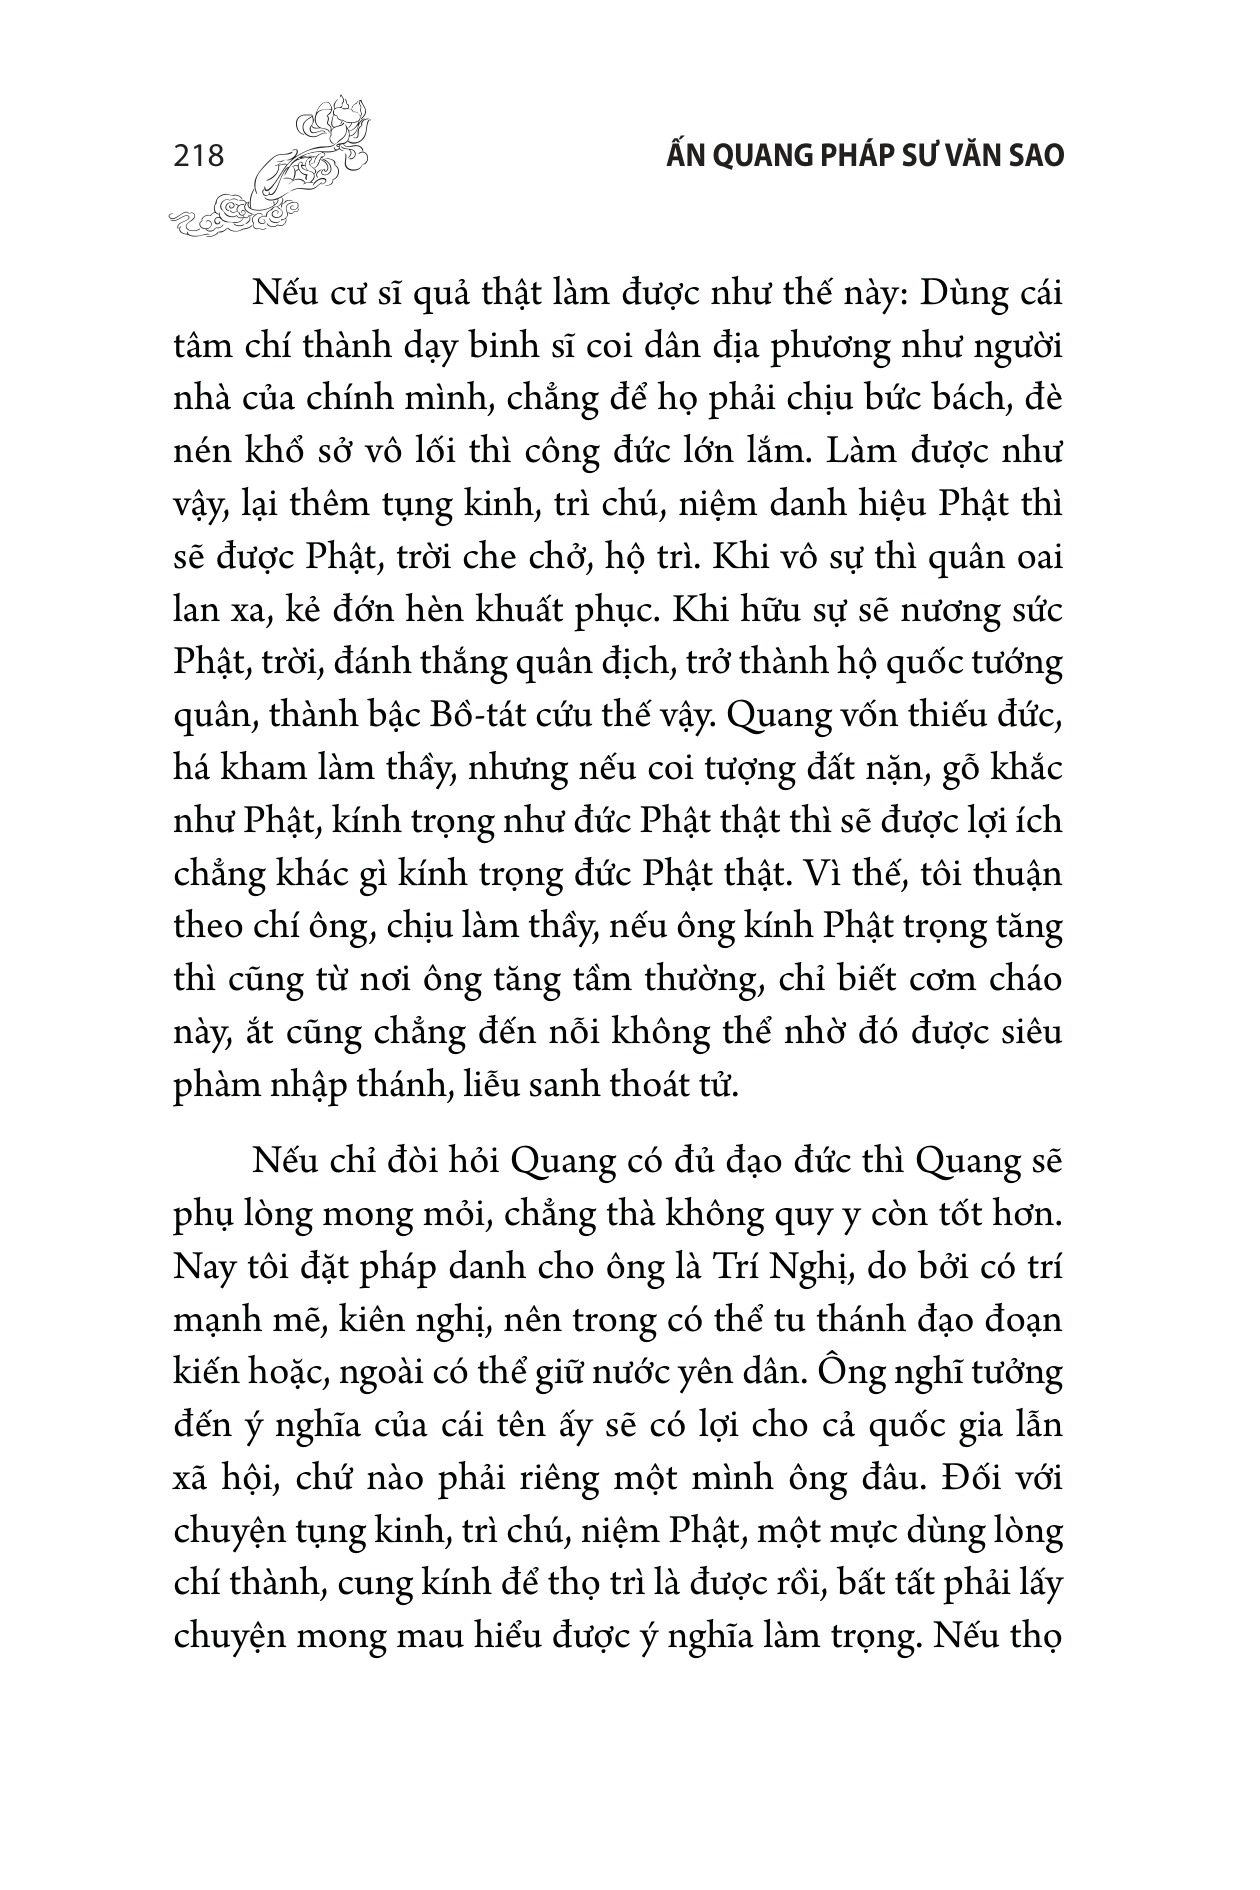 218
ẤN QUANG PHÁP SƯ VĂN SAO
Nếu cư sĩ quả thật làm được như thế này: Dùng cái
tâm chí thành dạy binh sĩ coi dân địa phương như người
nhà của chính mình, chẳng để họ phải chịu bức bách, đè
nén khổ sở vô lối thì công đức lớn lắm. Làm được như
vậy, lại thêm tụng kinh, trì chú, niệm danh hiệu Phật thì
sẽ được Phật, trời che chở, hộ trì. Khi vô sự thì quân oai
lan xa, kẻ đớn hèn khuất phục. Khi hữu sự sẽ nương sức
Phật, trời, đánh thắng quân địch, trở thành hộ quốc tướng
quân, thành bậc Bồ-tát cứu thế vậy. Quang vốn thiếu đức,
há kham làm thầy, nhưng nếu coi tượng đất nặn, gỗ khắc
như Phật, kính trọng như đức Phật thật thì sẽ được lợi ích
chẳng khác gì kính trọng đức Phật thật. Vì thế, tôi thuận
theo chí ông, chịu làm thầy, nếu ông kính Phật trọng tăng
thì cũng từ nơi ông tăng tầm thường, chỉ biết cơm cháo
này, ắt cũng chẳng đến nỗi không thể nhờ đó được siêu
phàm nhập thánh, liễu sanh thoát tử.
Nếu chỉ đòi hỏi Quang có đủ đạo đức thì Quang sẽ
phụ lòng mong mỏi, chẳng thà không quy y còn tốt hơn.
Nay tôi đặt pháp danh cho ông là Trí Nghị, do bởi có trí
mạnh mẽ, kiên nghị, nên trong có thể tu thánh đạo đoạn
kiến hoặc, ngoài có thể giữ nước yên dân. Ông nghĩ tưởng
đến ý nghĩa của cái tên ấy sẽ có lợi cho cả quốc gia lẫn
xã hội, chứ nào phải riêng một mình ông đâu. Đối với
chuyện tụng kinh, trì chú, niệm Phật, một mực dùng lòng
chí thành, cung kính để thọ trì là được rồi, bất tất phải lấy
chuyện mong mau hiểu được ý nghĩa làm trọng. Nếu thọ